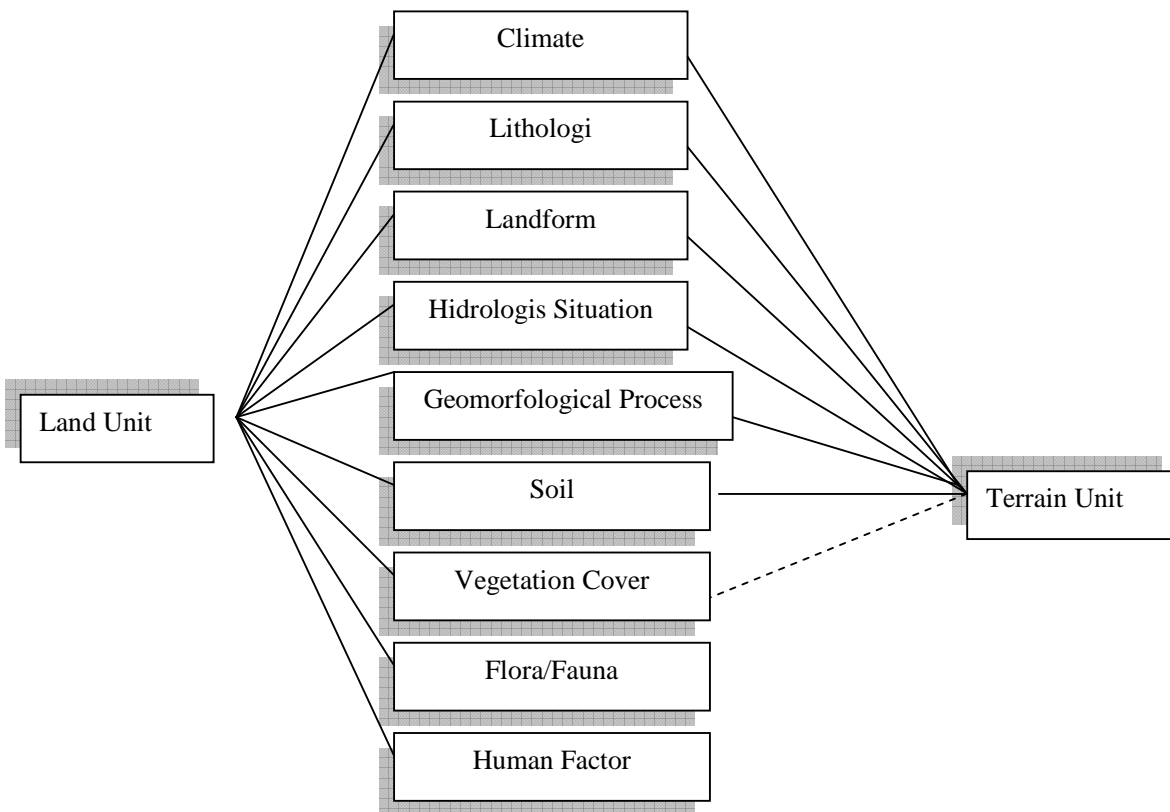 Climate
Lithologi
Landform
Hidrologis Situation
Geomorfological Process
Land Unit
Soil
Terrain Unit
Vegetation Cover
Flora/Fauna
Human Factor